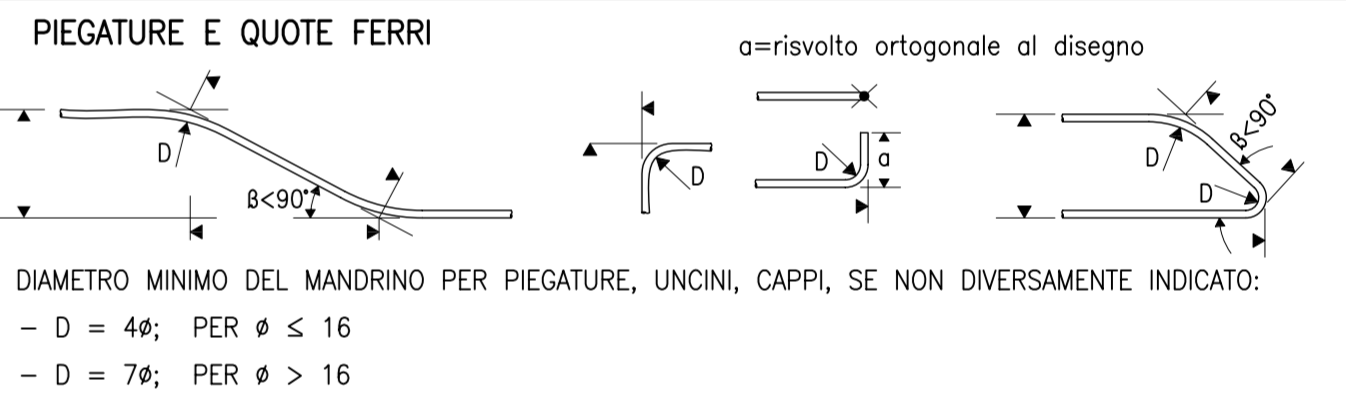 PIEGATURE E QUOTE FERRI
a=risvolto ortogonale al disegno
D
ß<90°
D
D
a
D
D
ß<90°
DIAMETRO MINIMO DEL MANDRINO PER PIEGATURE, UNCINI, CAPPI, SE NON DIVERSAMENTE INDICATO:
– D = 4ø; PER ø ≤ 16
– D = 7ø; PER ø > 16